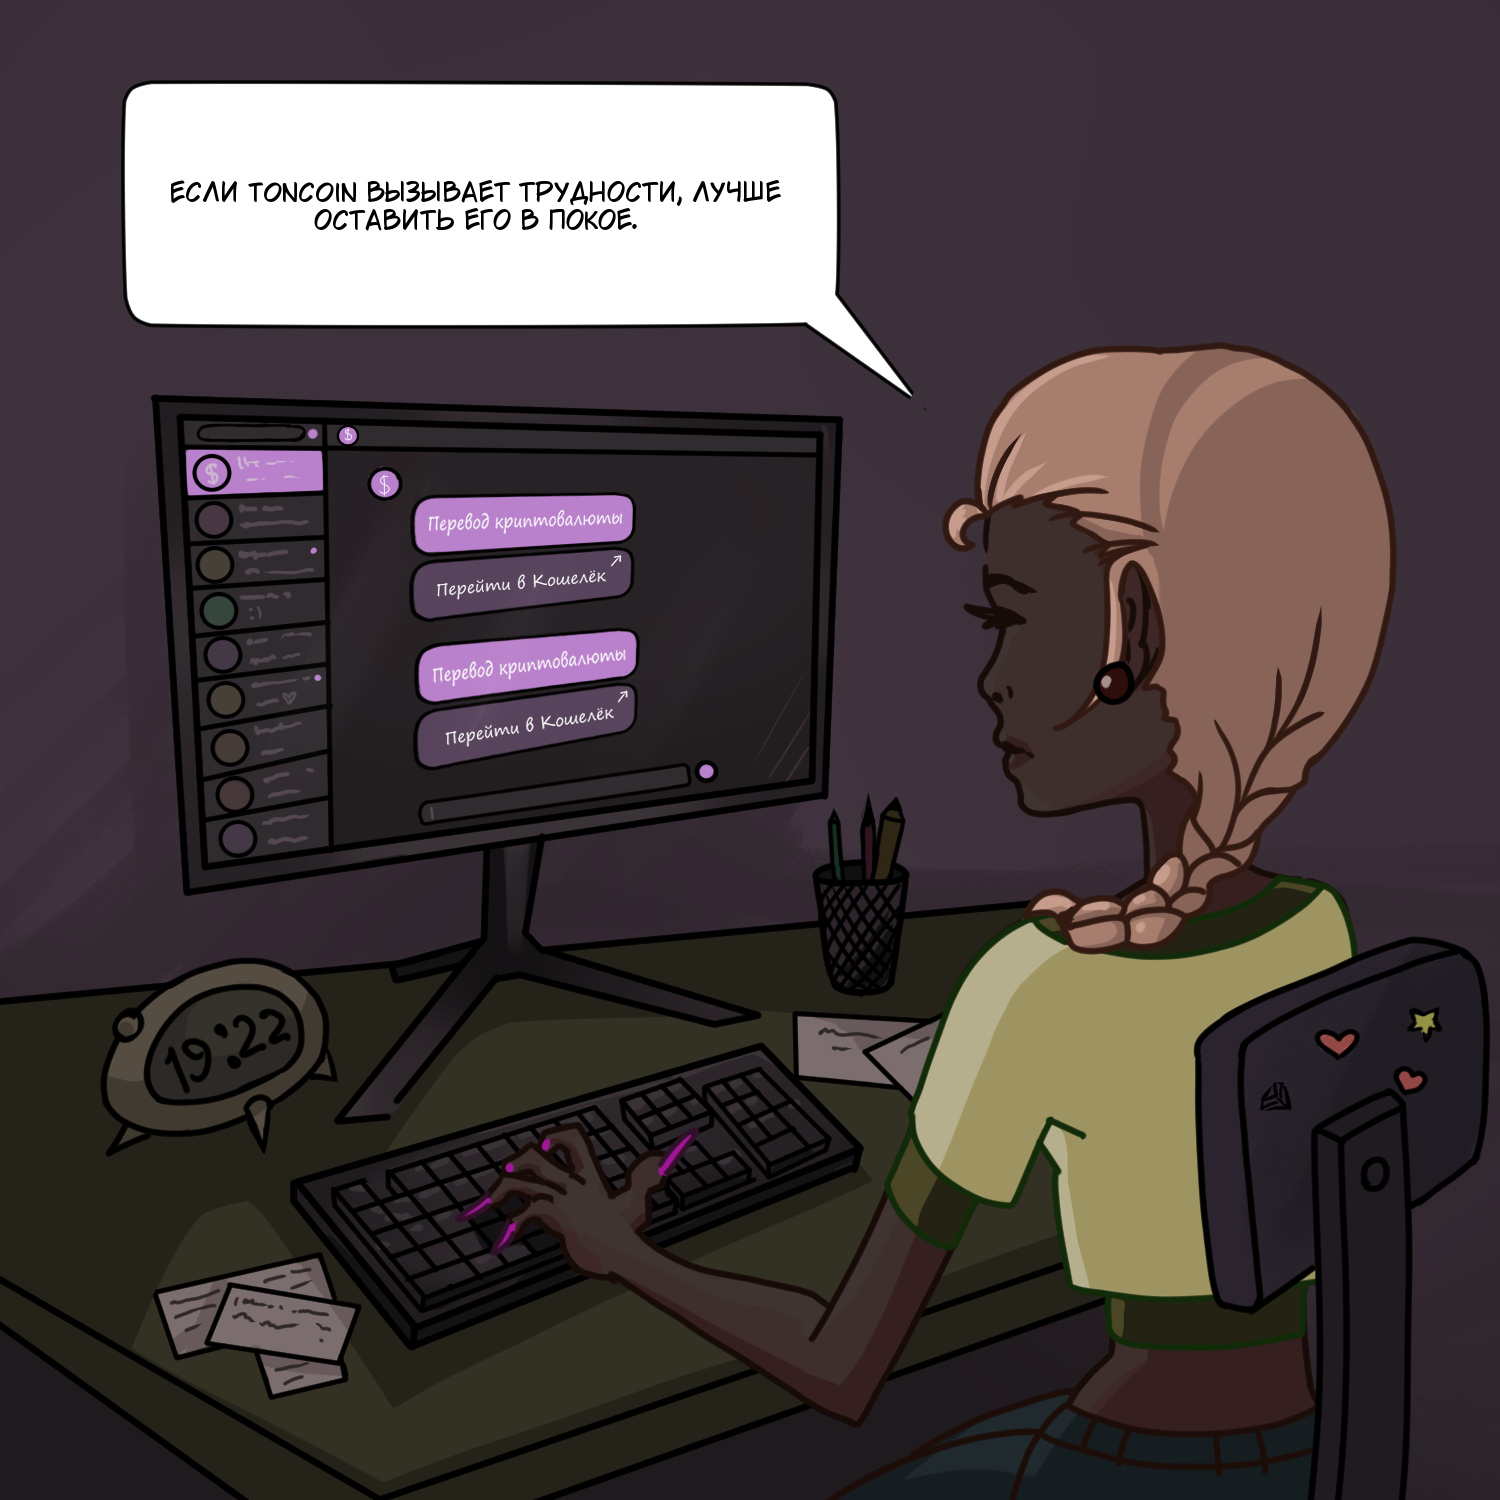 ЕСЛИ TONCOIN ВЫЗЫВАЕТ ТРУДНОСТИ, ЛУЧШЕ
ОСТАВИТЬ ЕГО В ПОКОЕ.
$
$
$
Перевод криптовалюты
Перейти в Кошелёк
Перевод криптовалюты
Перейти в Кошелёк
:)
19:22